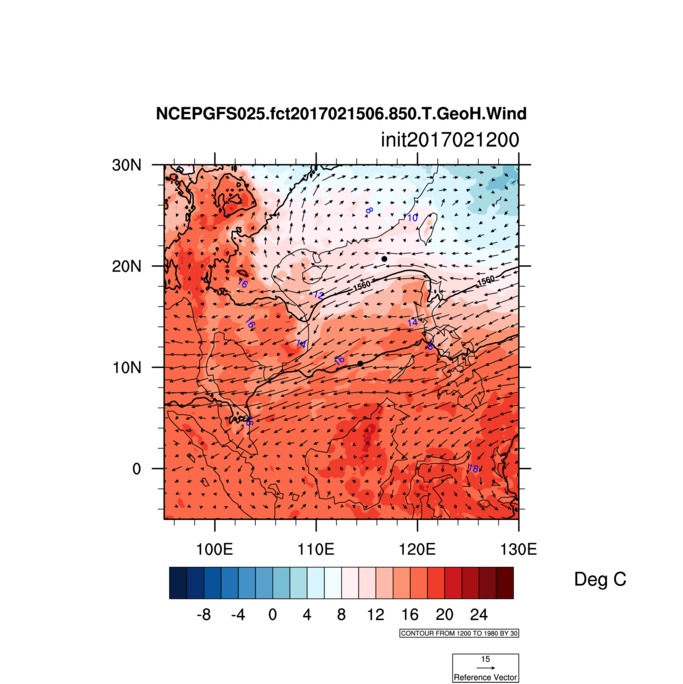 NCEPGFS025.fct2017021506.850.T.GeoH.Wind
init2017021200
30N
8
10
20N
16
12
1560
1560
16
14
14
16
10N
18
0
100E
110E
120E
130E
Deg C
-8
-4
0
4
8
12
16
20
24
CONTOUR FROM 1200 TO 1980 BY 30
15
Reference Vector